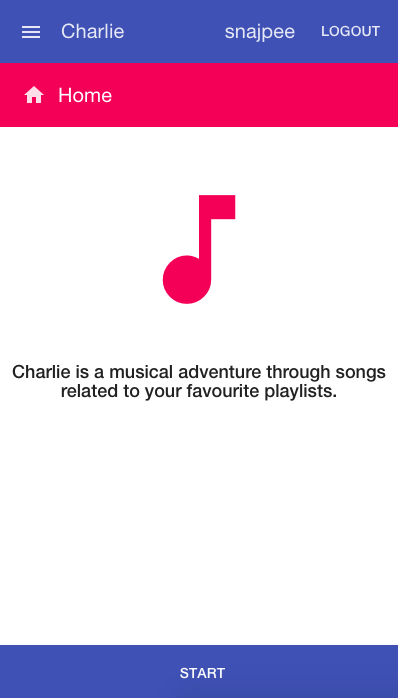 Charlie snajpee LOGOUT
Home
Charlie is a musical adventure through songs
related to your favourite playlists.
START